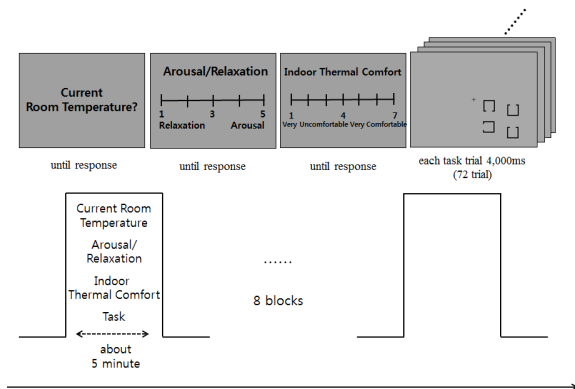 Current
Room Temperature?
Arousal/Relaxation
1 3 5
Relaxation Arousal
Indoor Thermal Comfort
1 4 7
Very Uncomfortable Very Comfortable
until response
until response
until response
each task trial 4,000ms
(72 trial)
Current Room
Temperature
Arousal/
Relaxation
Indoor
Thermal Comfort
Task
about
5 minute
......
8 blocks